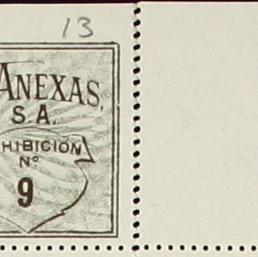 13
ANEXAS,
S.A.
HIBICION
Nº
9